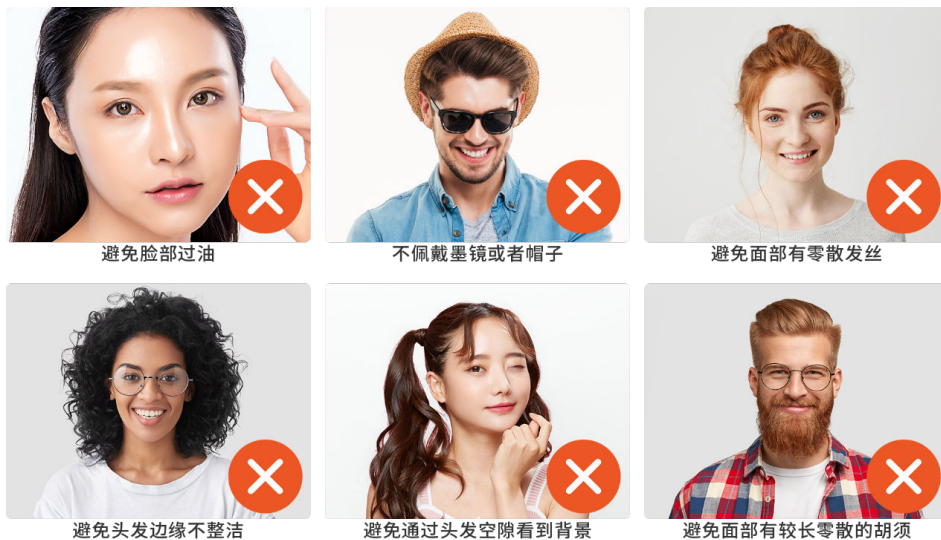 避免脸部过油
不佩戴墨镜或者帽子
避免面部有零散发丝
避免头发边缘不整洁
避免通过头发空隙看到背景
避免面部有较长零散的胡须